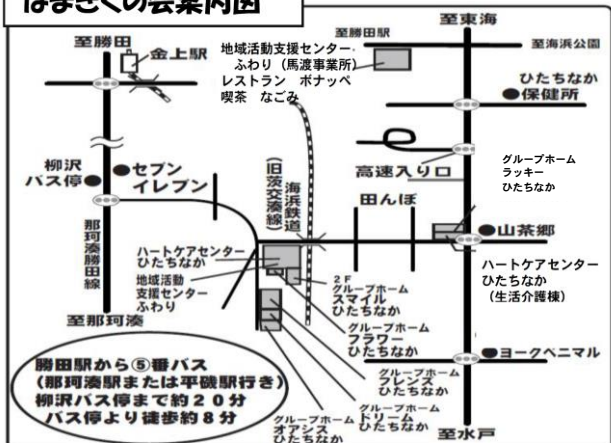 はまぎくの会案内図
至東海
至勝田
金上駅
地域活動支援センター・
ふわり（馬渡事業所）
レストラン ボナッペ
喫茶 なごみ
至勝田駅
至海浜公園
ひたちなか
●保健所
柳沢
バス停●
●セブン
イレブン
海浜鉄道
（旧茨交湊線）
高速入り口
田んぼ
グループホーム
ラッキー
ひたちなか
●山茶郷
那珂湊勝田線
ハートケアセンター
ひたちなか
地域活動
支援センター
ふわり
２Ｆ
グループホーム
スマイル
ひたちなか
グループホーム
フラワー
ひたちなか
ハートケアセンター
ひたちなか
（生活介護棟）
至那珂湊
●ヨークベニマル
グループホーム
フレンズ
ひたちなか
グループホーム
ドリーム
ひたちなか
グループホーム
オアシス
ひたちなか
至水戸
勝田駅から⑤番バス
（那珂湊駅または平磯駅行き）
柳沢バス停まで約２０分
バス停より徒歩約８分